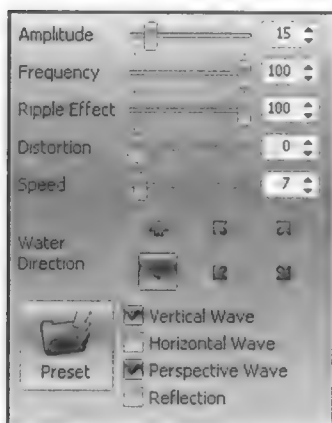 Amplitude 15
Frequency 100
Ripple Effect 100
Distortion 0
Speed 7
Water
Direction
Vertical Wave
Horizontal Wave
Perspective Wave
Reflection
Preset